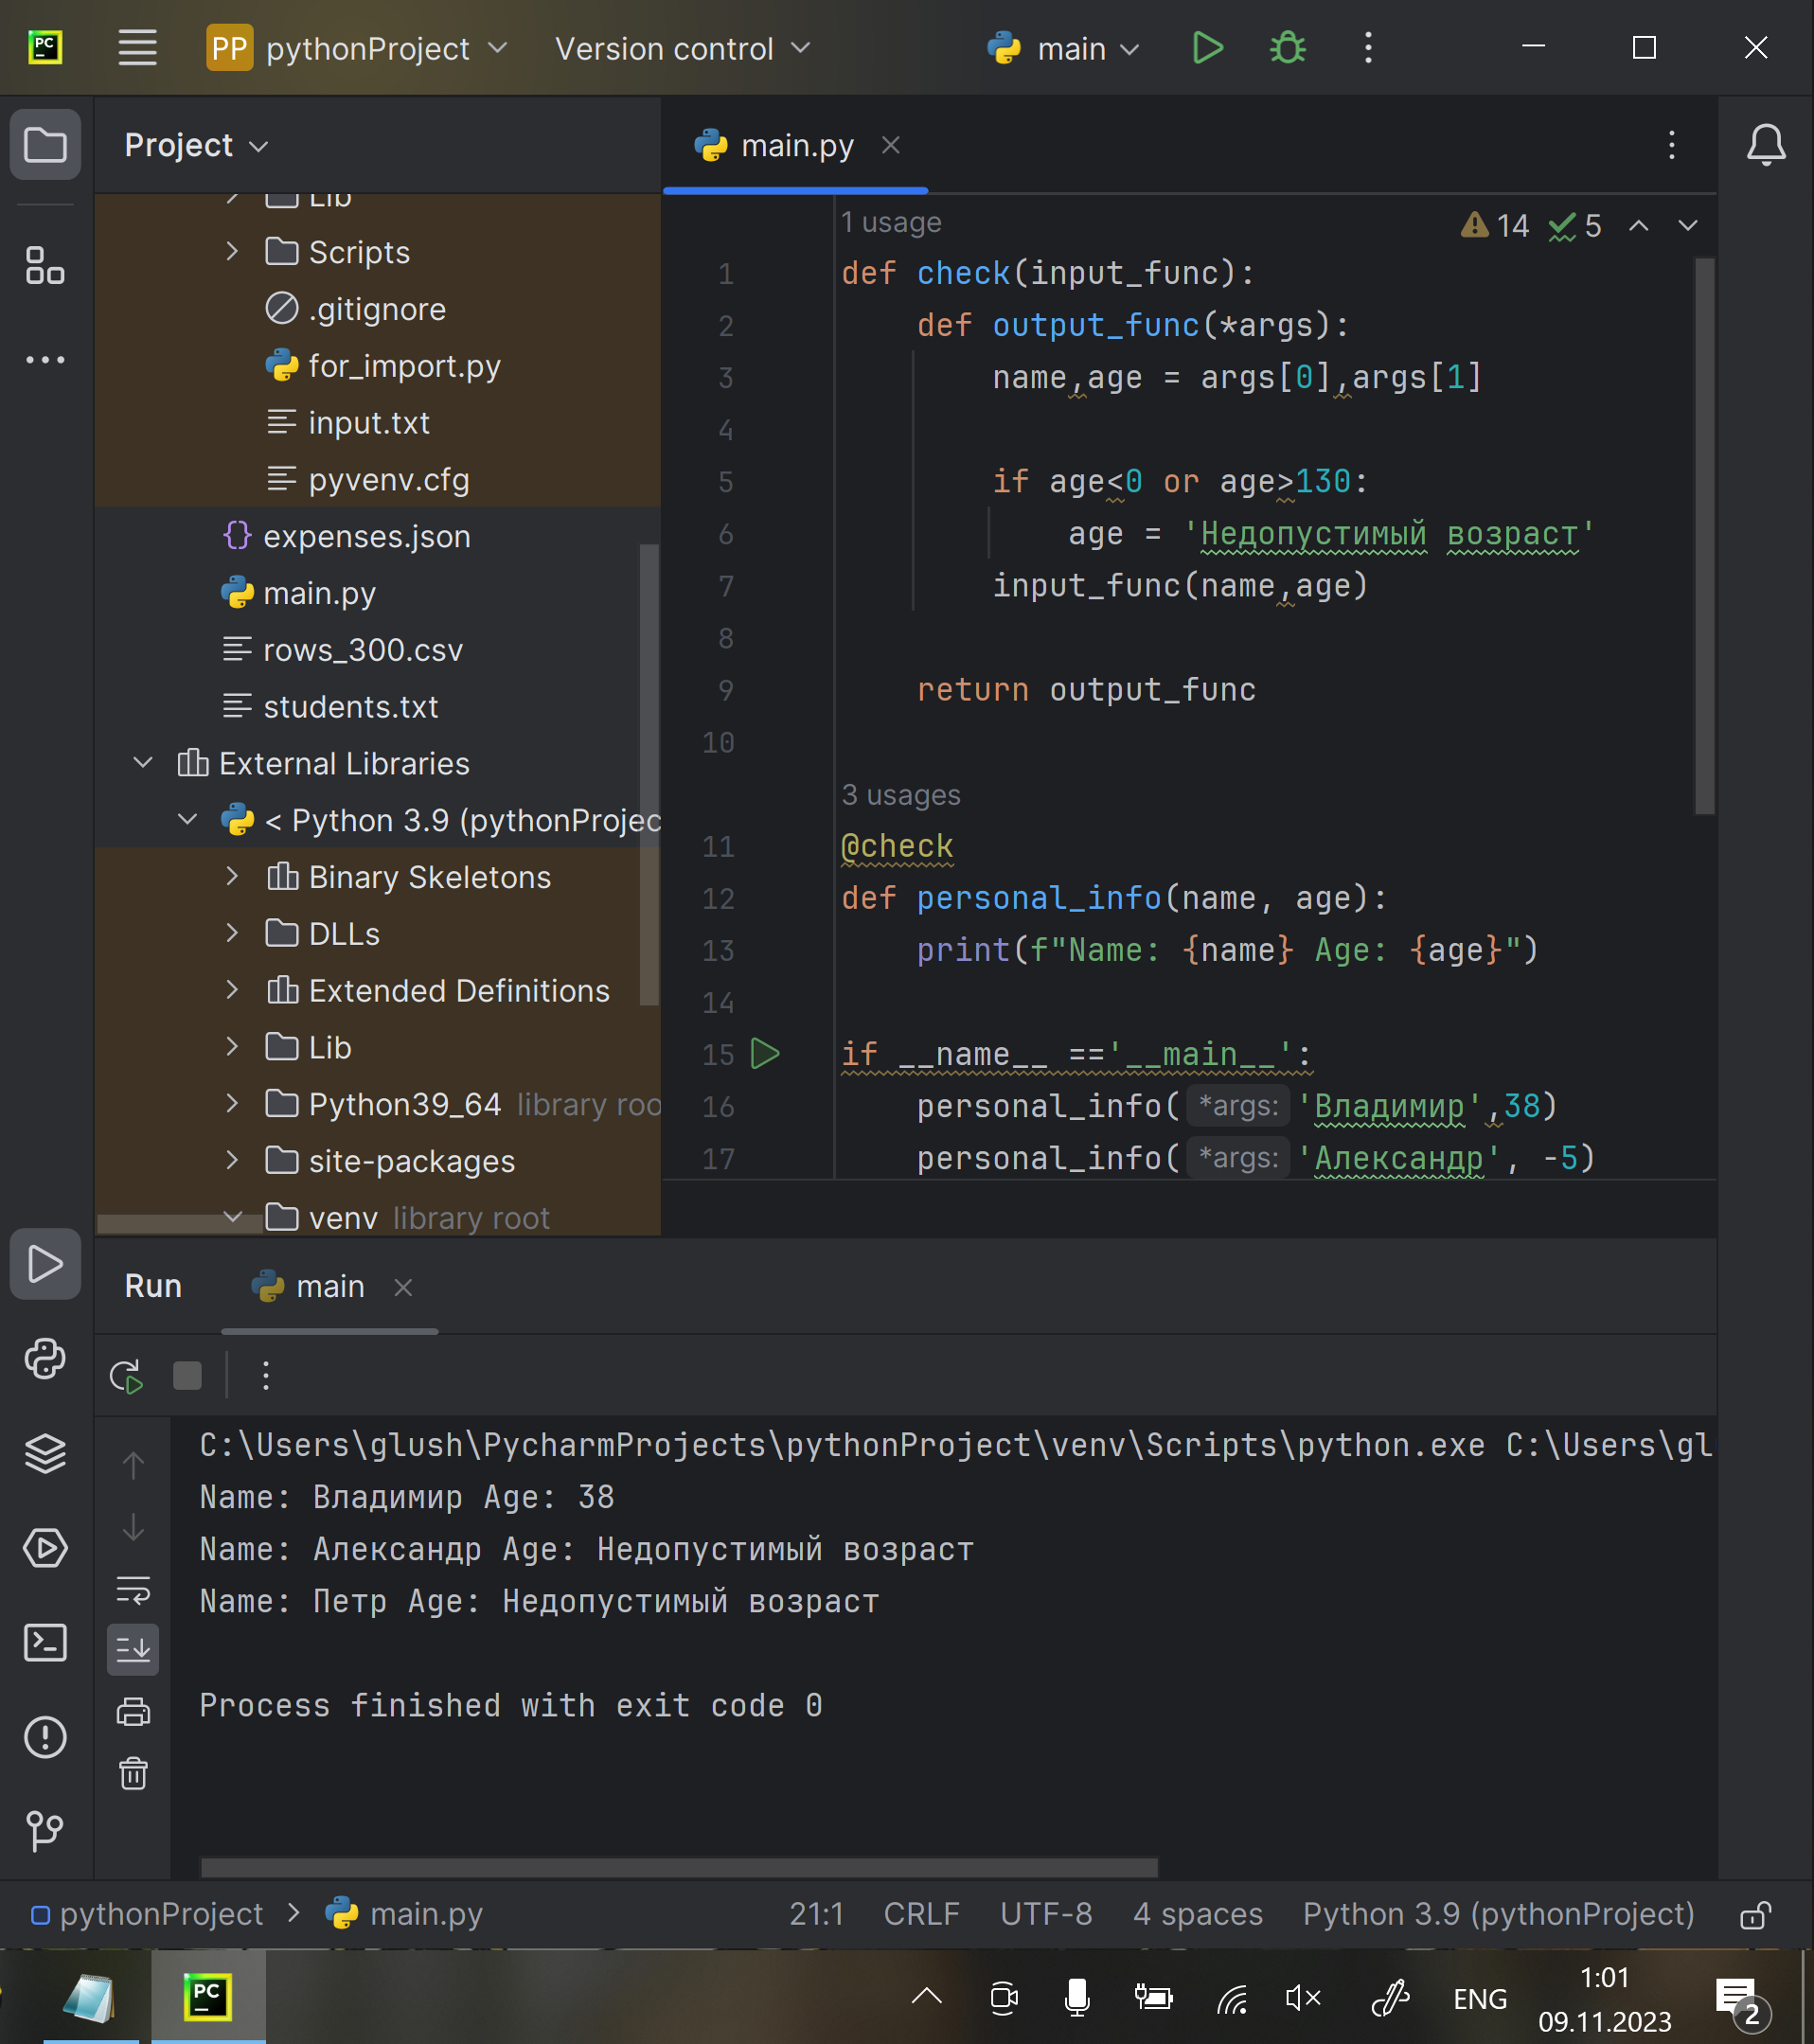 PC
PP pythonProject Version control main
Project
main.py
Lib
Scripts
.gitignore
for_import.py
input.txt
pyvenv.cfg
expenses.json
main.py
rows_300.csv
students.txt
External Libraries
< Python 3.9 (pythonProjec
Binary Skeletons
DLLs
Extended Definitions
Lib
Python39_64 library roo
site-packages
venv library root
1 usage
14 5
1 def check(input_func):
2 def output_func(*args):
3 name,age = args[0],args[1]
4
5 if age<0 or age>130:
6 age = 'Недопустимый возраст'
7 input_func(name,age)
8
9 return output_func
10
3 usages
11 @check
12 def personal_info(name, age):
13 print(f"Name: {name} Age: {age}")
14
15 if __name__ =='__main__':
16 personal_info( *args: 'Владимир',38)
17 personal_info( *args: 'Александр', -5)
Run main
C:\Users\glush\PycharmProjects\pythonProject\venv\Scripts\python.exe C:\Users\gl
Name: Владимир Age: 38
Name: Александр Age: Недопустимый возраст
Name: Петр Age: Недопустимый возраст
Process finished with exit code 0
pythonProject > main.py 21:1 CRLF UTF-8 4 spaces Python 3.9 (pythonProject)
PC
ENG
1:01
09.11.2023
2